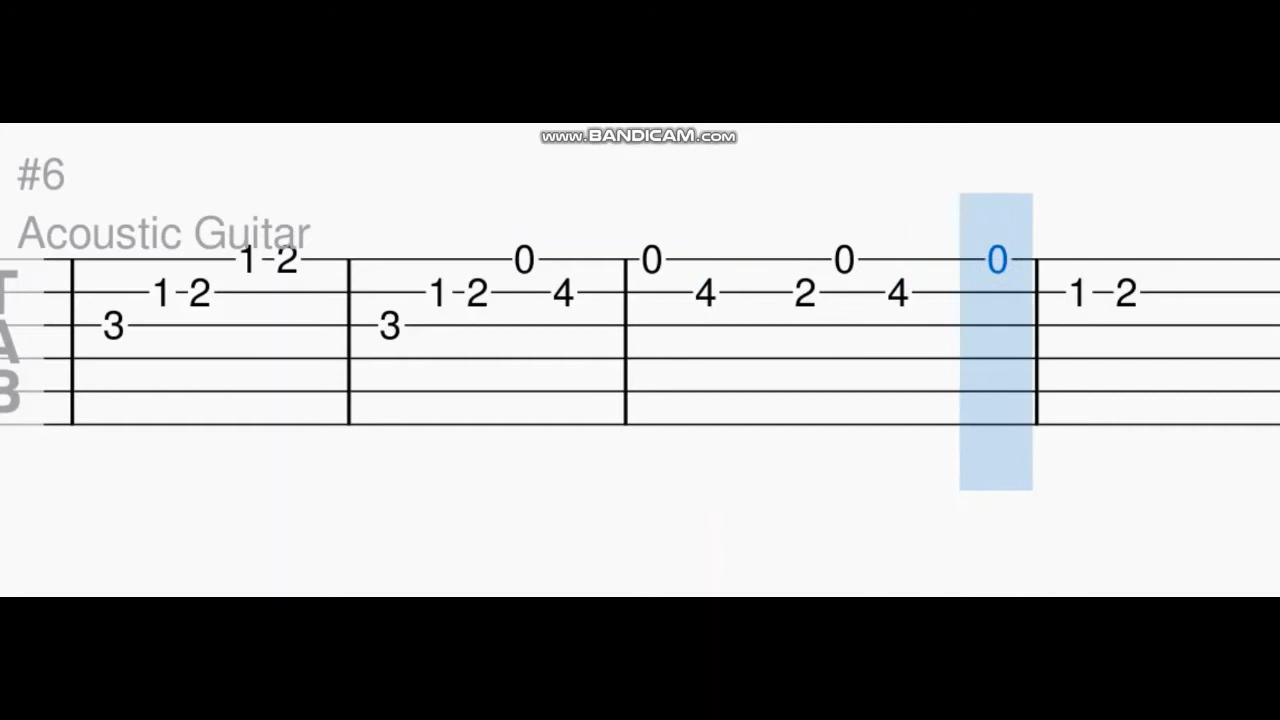 www.BANDICAM.com
#6
Acoustic Guitar
T
A
B
1 2 0 0 0 0
1 2 1 2 4 4 2 4 1 2
3 3